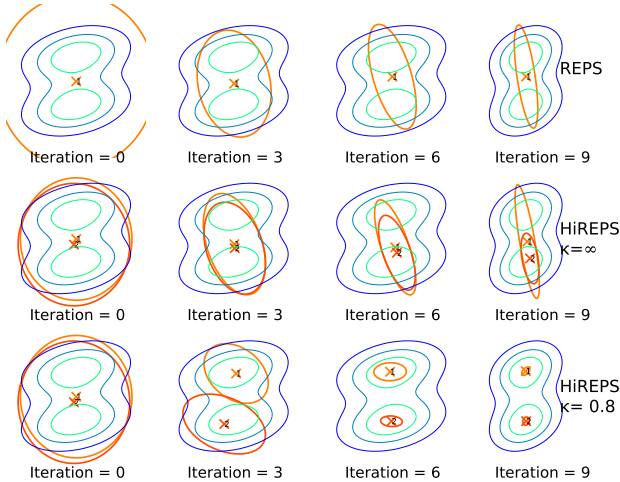 REPS
Iteration = 0 Iteration = 3 Iteration = 6 Iteration = 9
HiREPS
κ=∞
Iteration = 0 Iteration = 3 Iteration = 6 Iteration = 9
HiREPS
κ= 0.8
Iteration = 0 Iteration = 3 Iteration = 6 Iteration = 9